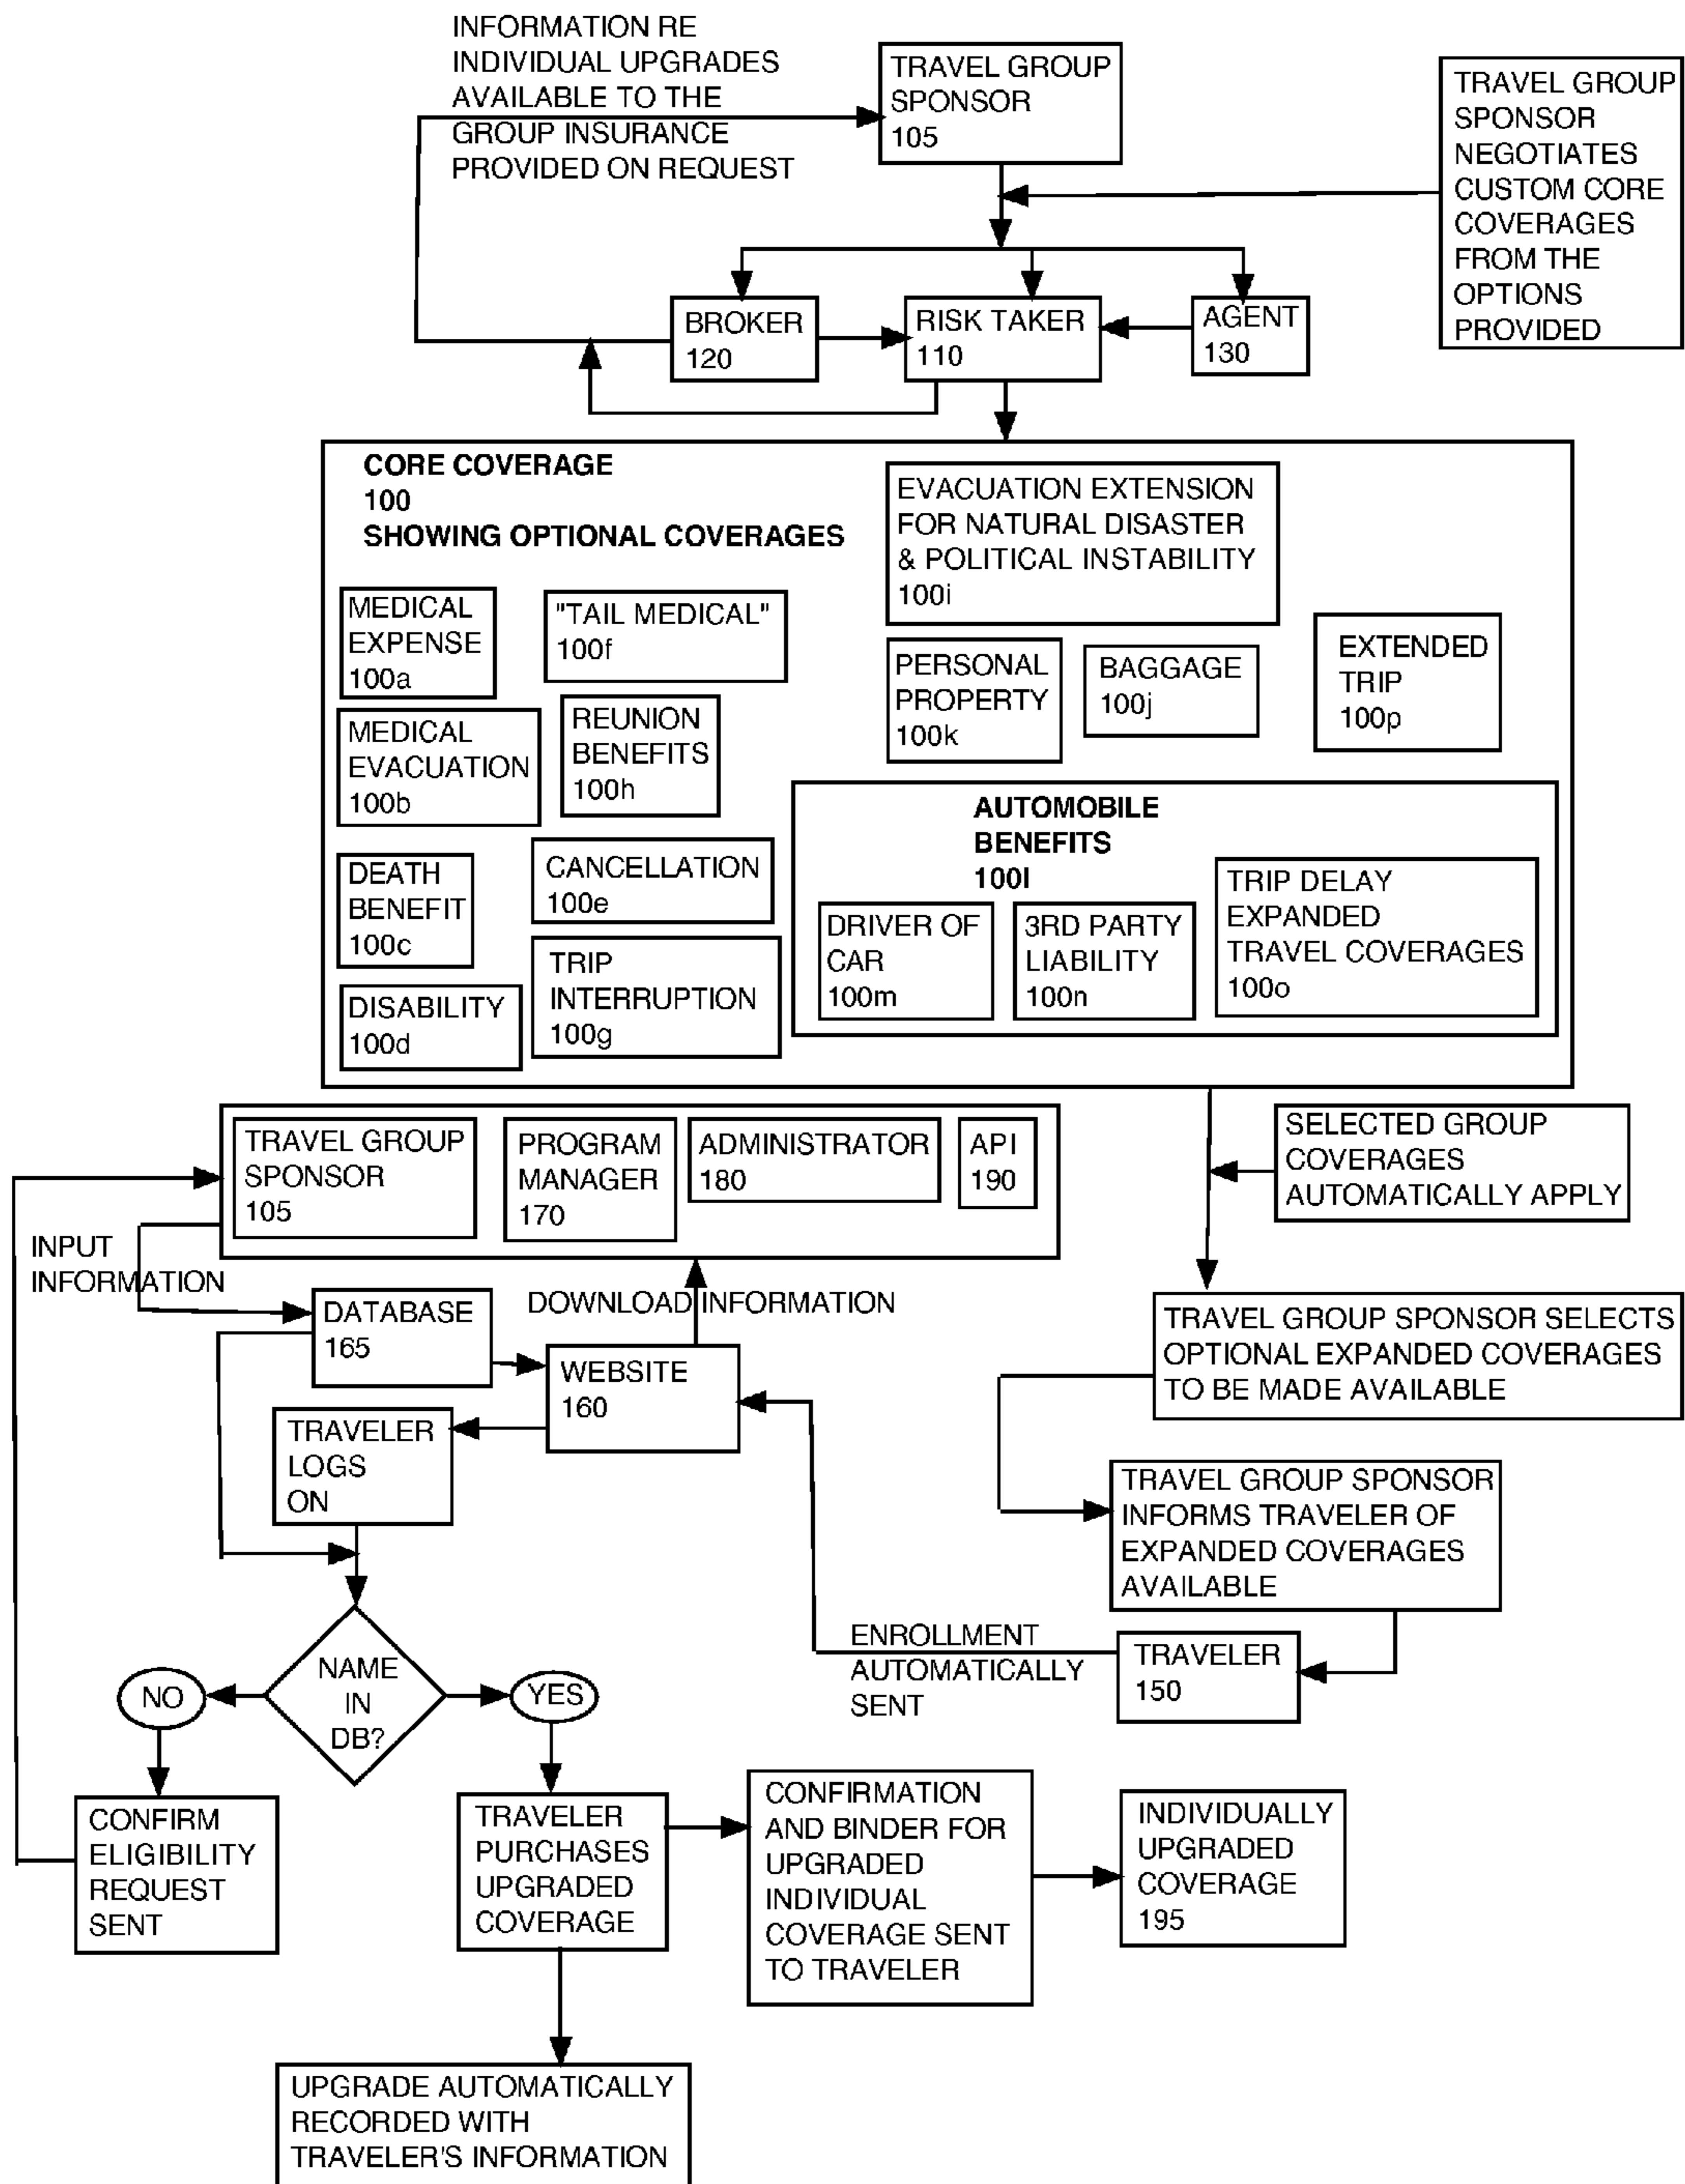 INFORMATION RE
INDIVIDUAL UPGRADES
AVAILABLE TO THE
GROUP INSURANCE
PROVIDED ON REQUEST
TRAVEL GROUP
SPONSOR
105
TRAVEL GROUP
SPONSOR
NEGOTIATES
CUSTOM CORE
COVERAGES
FROM THE
OPTIONS
PROVIDED
BROKER
120
RISK TAKER
110
AGENT
130
CORE COVERAGE
100
SHOWING OPTIONAL COVERAGES
EVACUATION EXTENSION
FOR NATURAL DISASTER
& POLITICAL INSTABILITY
100i
MEDICAL
EXPENSE
100a
"TAIL MEDICAL"
100f
PERSONAL
PROPERTY
100k
BAGGAGE
100j
EXTENDED
TRIP
100p
MEDICAL
EVACUATION
100b
REUNION
BENEFITS
100h
DEATH
BENEFIT
100c
CANCELLATION
100e
DISABILITY
100d
TRIP
INTERRUPTION
100g
AUTOMOBILE
BENEFITS
100l
DRIVER OF
CAR
100m
3RD PARTY
LIABILITY
100n
TRIP DELAY
EXPANDED
TRAVEL COVERAGES
100o
TRAVEL GROUP
SPONSOR
105
PROGRAM
MANAGER
170
ADMINISTRATOR
180
API
190
SELECTED GROUP
COVERAGES
AUTOMATICALLY APPLY
INPUT
INFORMATION
DATABASE
165
DOWNLOAD INFORMATION
WEBSITE
160
TRAVEL GROUP SPONSOR SELECTS
OPTIONAL EXPANDED COVERAGES
TO BE MADE AVAILABLE
TRAVELER
LOGS
ON
TRAVEL GROUP SPONSOR
INFORMS TRAVELER OF
EXPANDED COVERAGES
AVAILABLE
ENROLLMENT
AUTOMATICALLY
SENT
TRAVELER
150
NAME
IN
DB?
NO
YES
CONFIRM
ELIGIBILITY
REQUEST
SENT
TRAVELER
PURCHASES
UPGRADED
COVERAGE
CONFIRMATION
AND BINDER FOR
UPGRADED
INDIVIDUAL
COVERAGE SENT
TO TRAVELER
INDIVIDUALLY
UPGRADED
COVERAGE
195
UPGRADE AUTOMATICALLY
RECORDED WITH
TRAVELER'S INFORMATION